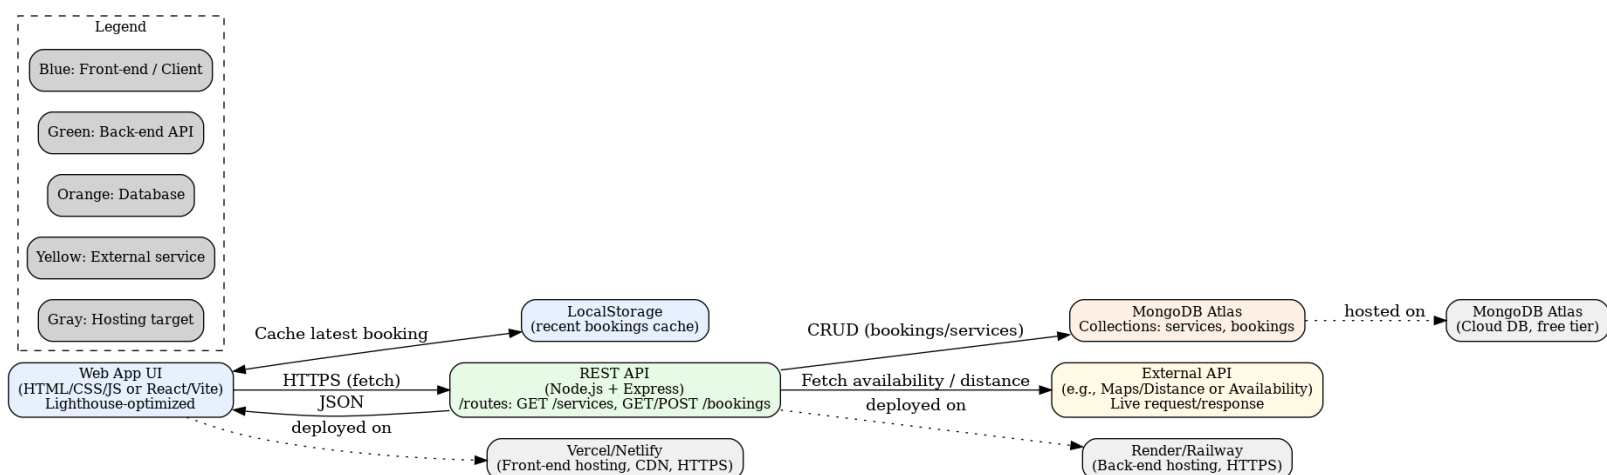 Legend
Blue: Front-end / Client
Green: Back-end API
Orange: Database
Yellow: External service
Gray: Hosting target
Web App UI
(HTML/CSS/JS or React/Vite)
Lighthouse-optimized
Cache latest booking
HTTPS (fetch)
JSON
deployed on
LocalStorage
(recent bookings cache)
REST API
(Node.js + Express)
/routes: GET /services, GET/POST /bookings
Vercel/Netlify
(Front-end hosting, CDN, HTTPS)
CRUD (bookings/services)
Fetch availability / distance
deployed on
MongoDB Atlas
Collections: services, bookings
External API
(e.g., Maps/Distance or Availability)
Live request/response
Render/Railway
(Back-end hosting, HTTPS)
hosted on
MongoDB Atlas
(Cloud DB, free tier)